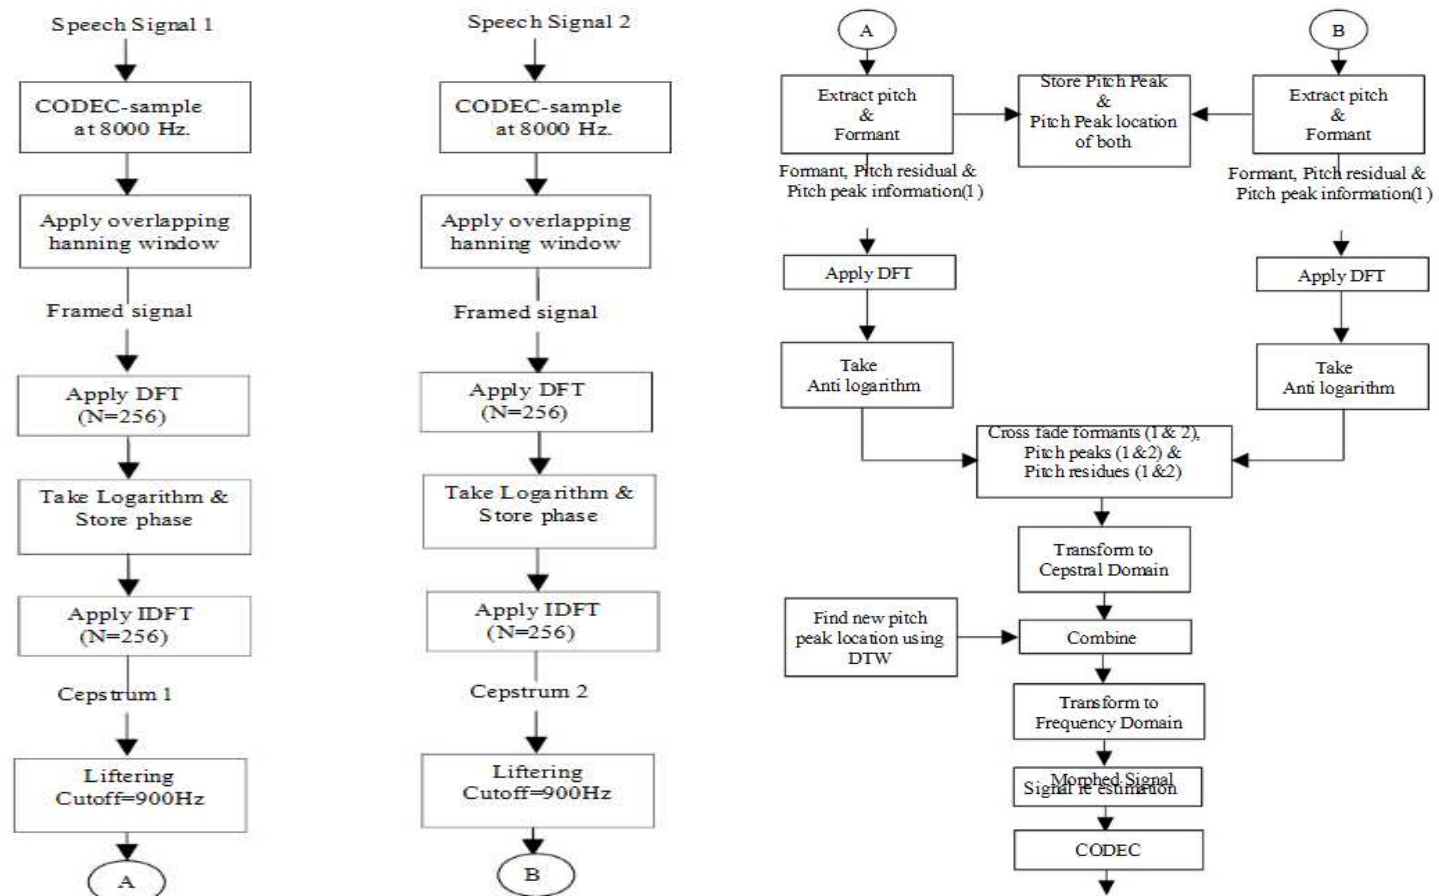 Speech Signal 1
CODEC-sample
at 8000 Hz.
Apply overlapping
hanning window
Framed signal
Apply DFT
(N=256)
Take Logarithm &
Store phase
Apply IDFT
(N=256)
Cepstrum 1
Liftering
Cutoff=900Hz
A
Speech Signal 2
CODEC-sample
at 8000 Hz.
Apply overlapping
hanning window
Framed signal
Apply DFT
(N=256)
Take Logarithm &
Store phase
Apply IDFT
(N=256)
Cepstrum 2
Liftering
Cutoff=900Hz
B
A
Extract pitch
&
Formant
Formant, Pitch residual &
Pitch peak information(1)
Apply DFT
Take
Anti logarithm
Store Pitch Peak
&
Pitch Peak location
of both
B
Extract pitch
&
Formant
Formant, Pitch residual &
Pitch peak information(1)
Apply DFT
Take
Anti logarithm
Cross fade formants (1& 2),
Pitch peaks (1&2) &
Pitch residues (1&2)
Transform to
Cepstral Domain
Find new pitch
peak location using
DTW
Combine
Transform to
Frequency Domain
Morphed Signal
Signal re estimation
CODEC